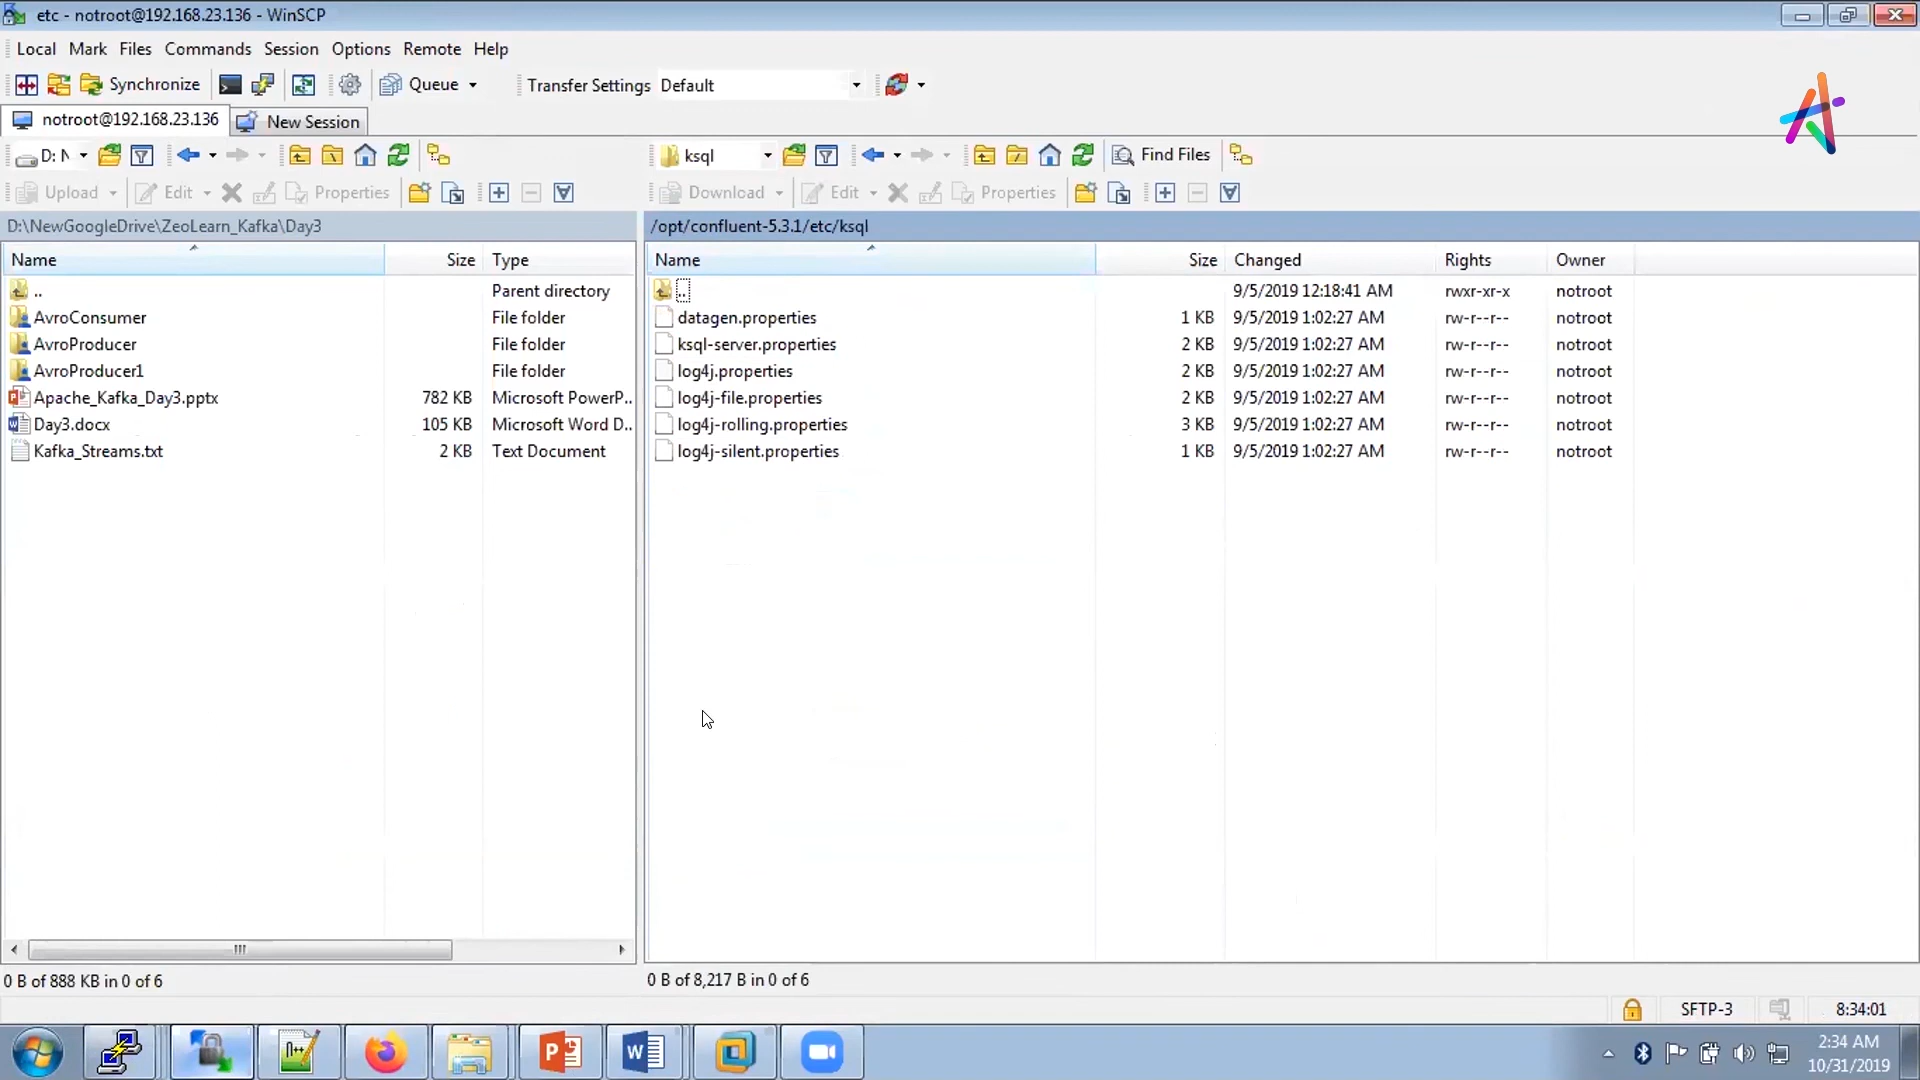 etc - notroot@192.168.23.136 - WinSCP
Local Mark Files Commands Session Options Remote Help
Synchronize Queue Transfer Settings Default
notroot@192.168.23.136 New Session
D: ksql Find Files
Upload Edit Properties Download Edit Properties
D:\NewGoogleDrive\ZeoLearn_Kafka\Day3 /opt/confluent-5.3.1/etc/ksql
Name Size Type Name Size Changed Rights Owner
.. Parent directory .. 9/5/2019 12:18:41 AM rwxr-xr-x notroot
AvroConsumer File folder datagen.properties 1 KB 9/5/2019 1:02:27 AM rw-r--r-- notroot
AvroProducer File folder ksql-server.properties 2 KB 9/5/2019 1:02:27 AM rw-r--r-- notroot
AvroProducer1 File folder log4j.properties 2 KB 9/5/2019 1:02:27 AM rw-r--r-- notroot
Apache_Kafka_Day3.pptx 782 KB Microsoft PowerP... log4j-file.properties 2 KB 9/5/2019 1:02:27 AM rw-r--r-- notroot
Day3.docx 105 KB Microsoft Word D... log4j-rolling.properties 3 KB 9/5/2019 1:02:27 AM rw-r--r-- notroot
Kafka_Streams.txt 2 KB Text Document log4j-silent.properties 1 KB 9/5/2019 1:02:27 AM rw-r--r-- notroot
0 B of 888 KB in 0 of 6 0 B of 8,217 B in 0 of 6
SFTP-3 8:34:01
2:34 AM
10/31/2019